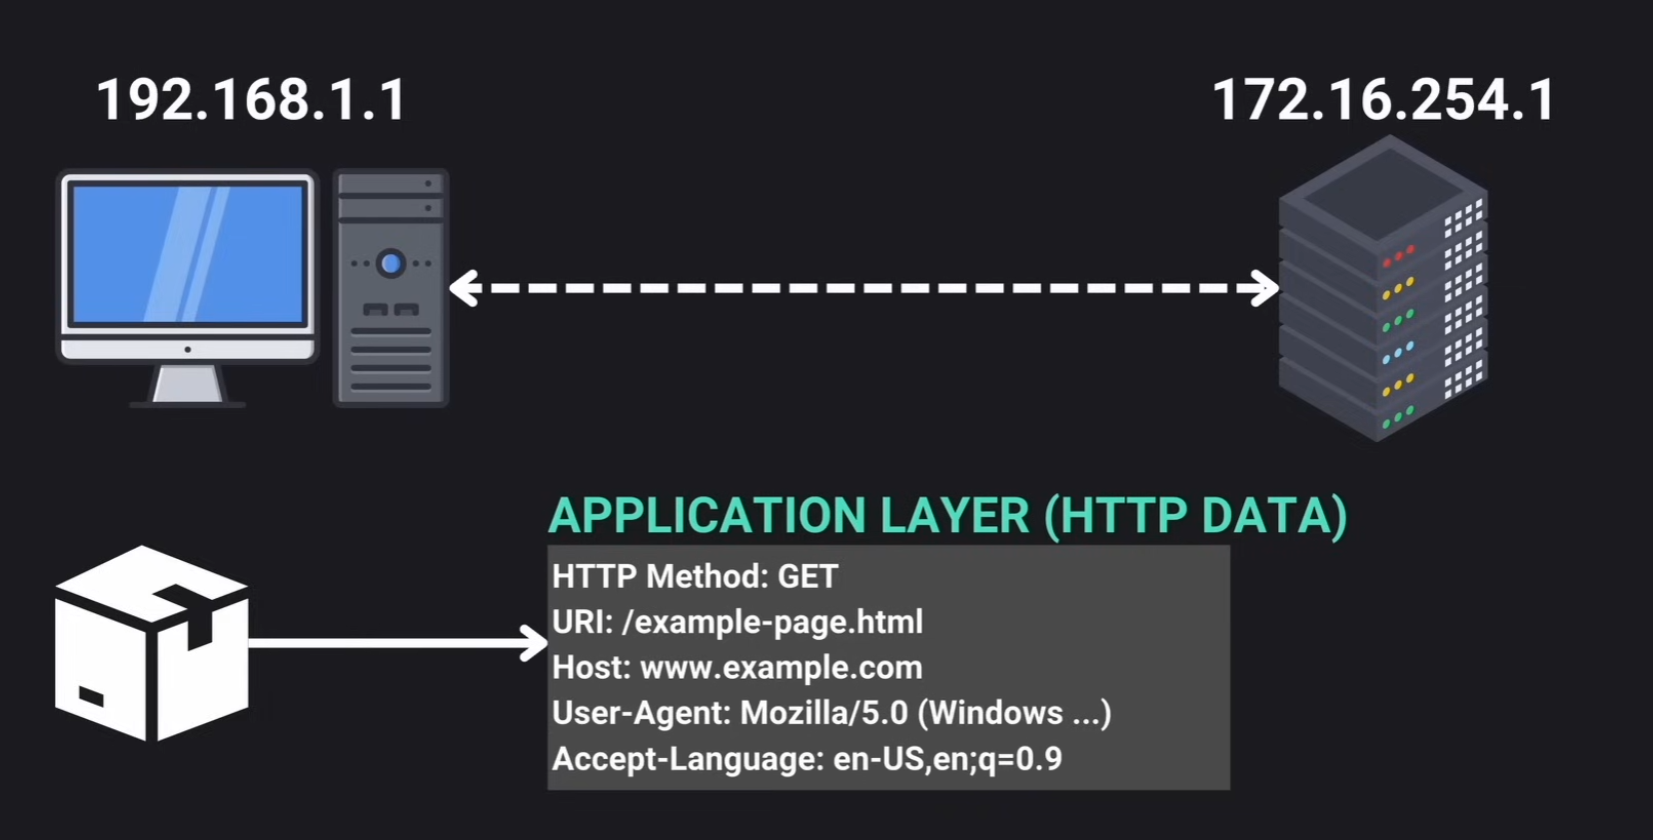 192.168.1.1
172.16.254.1
APPLICATION LAYER (HTTP DATA)
HTTP Method: GET
URI: /example-page.html
Host: www.example.com
User-Agent: Mozilla/5.0 (Windows ...)
Accept-Language: en-US,en;q=0.9